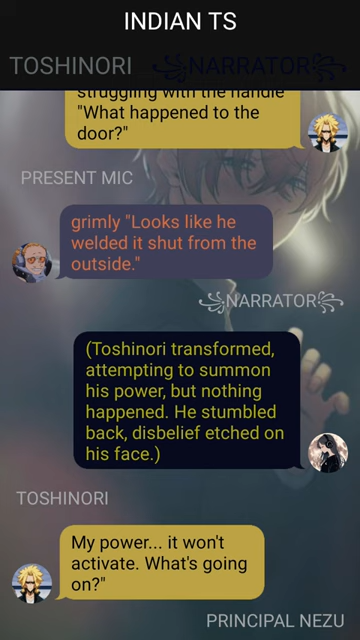 INDIAN TS
TOSHINORI
꧁NARRATOR꧂
struggling with the handle
"What happened to the
door?"
PRESENT MIC
grimly "Looks like he
welded it shut from the
outside."
꧁NARRATOR꧂
(Toshinori transformed,
attempting to summon
his power, but nothing
happened. He stumbled
back, disbelief etched on
his face.)
TOSHINORI
My power... it won't
activate. What's going
on?"
PRINCIPAL NEZU